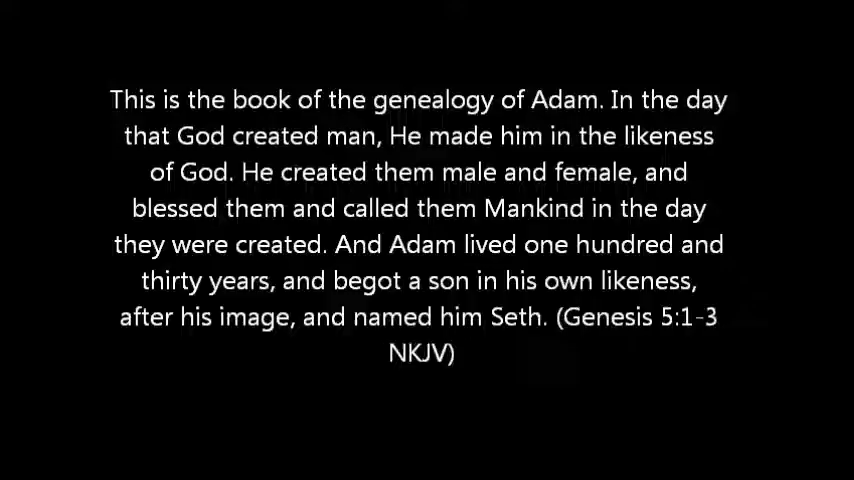 This is the book of the genealogy of Adam. In the day
that God created man, He made him in the likeness
of God. He created them male and female, and
blessed them and called them Mankind in the day
they were created. And Adam lived one hundred and
thirty years, and begot a son in his own likeness,
after his image, and named him Seth. (Genesis 5:1-3
NKJV)